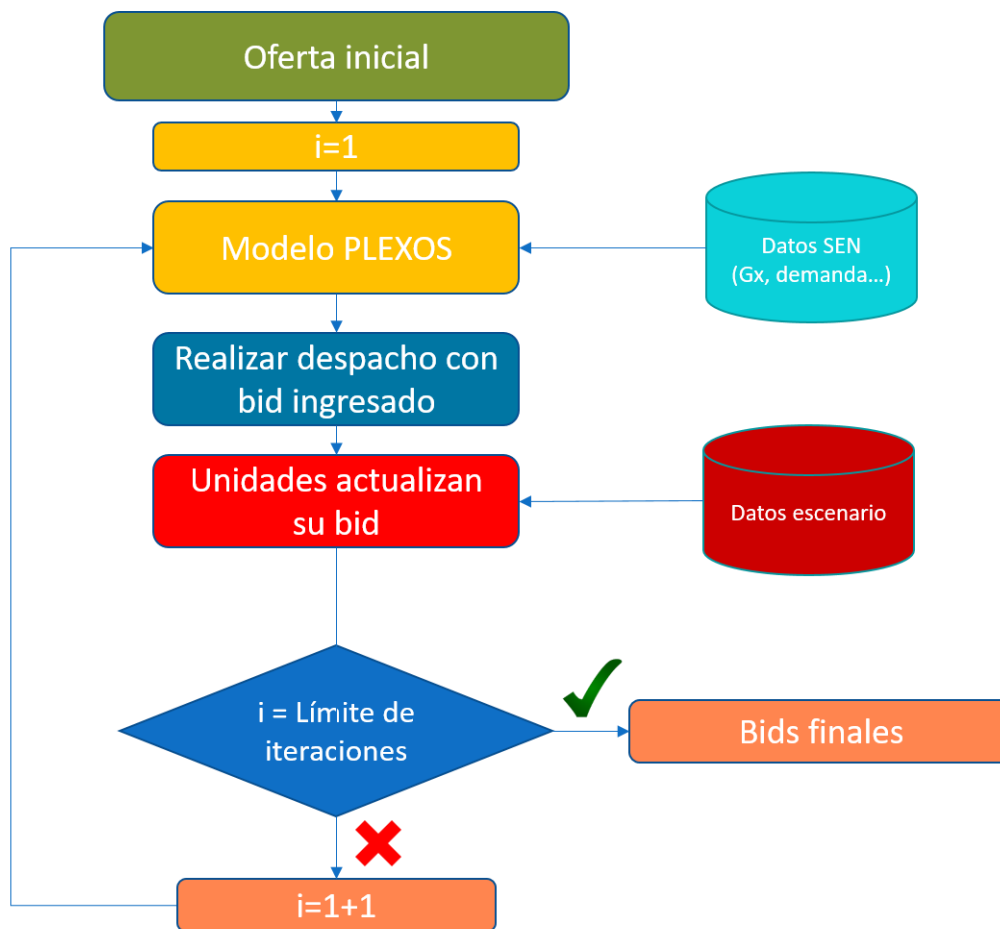 Oferta inicial
i=1
Modelo PLEXOS
Datos SEN
(Gx, demanda...)
Realizar despacho con
bid ingresado
Unidades actualizan
su bid
Datos escenario
i = Límite de
iteraciones
Bids finales
i=1+1